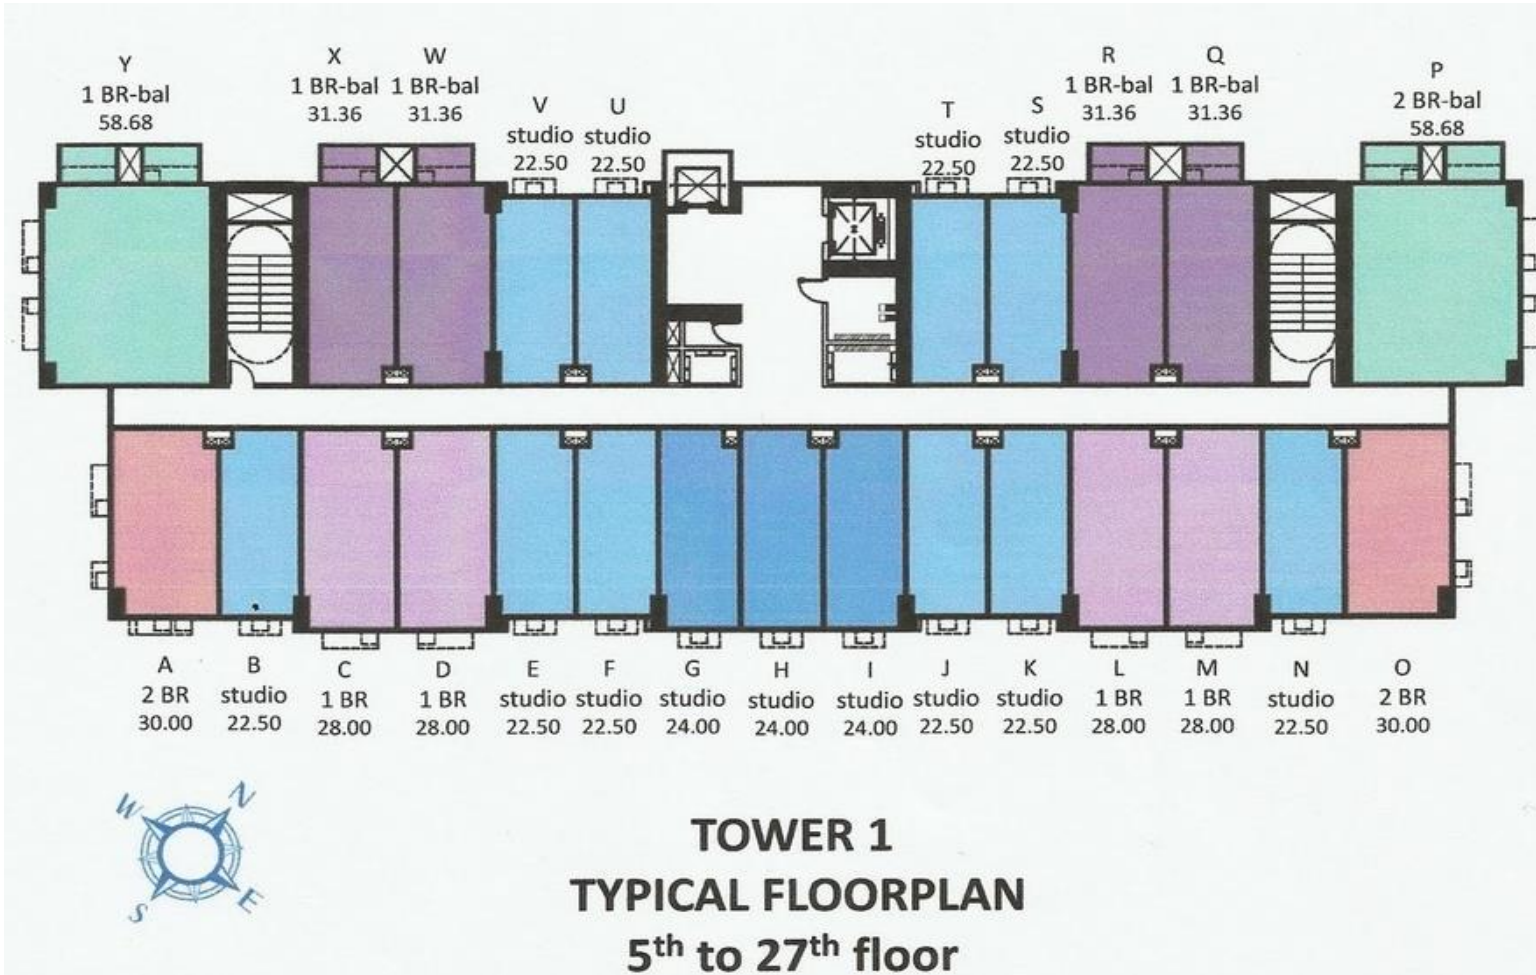 Y
1 BR-bal
58.68
X
1 BR-bal
31.36
W
1 BR-bal
31.36
V
studio
22.50
U
studio
22.50
T
studio
22.50
S
studio
22.50
R
1 BR-bal
31.36
Q
1 BR-bal
31.36
P
2 BR-bal
58.68
A
2 BR
30.00
B
studio
22.50
C
1 BR
28.00
D
1 BR
28.00
E
studio
22.50
F
studio
22.50
G
studio
24.00
H
studio
24.00
I
studio
24.00
J
studio
22.50
K
studio
22.50
L
1 BR
28.00
M
1 BR
28.00
N
studio
22.50
O
2 BR
30.00
W
N
S
E
TOWER 1
TYPICAL FLOORPLAN
5th to 27th floor